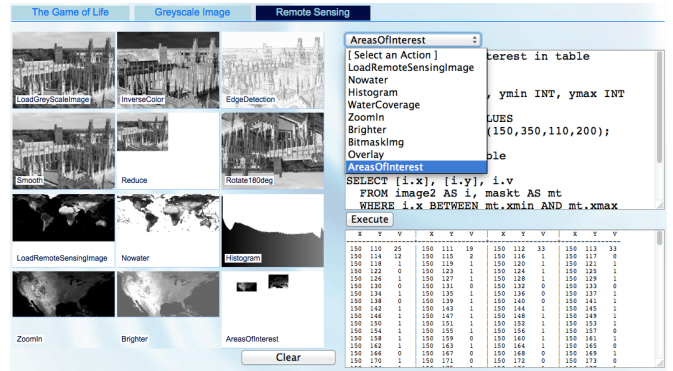 The Game of Life
Greyscale Image
Remote Sensing
LoadGreyScaleImage
InverseColor
EdgeDetection
Smooth
Reduce
Rotate180deg
LoadRemoteSensingImage
Nowater
Histogram
ZoomIn
Brighter
AreasOfInterest
Clear
AreasOfInterest
[ Select an Action ]
LoadRemoteSensingImage
Nowater
Histogram
WaterCoverage
ZoomIn
Brighter
BitmaskImg
Overlay
AreasOfInterest
terest in table
, ymin INT, ymax INT
LUES
(150,350,110,200);
ble
SELECT [i.x], [i.y], i.v
FROM image2 AS i, maskt AS mt
WHERE i.x BETWEEN mt.xmin AND mt.xmax
Execute
X Y V X Y V X Y V X Y V
150 110 25 150 111 19 150 112 33 150 113 33
150 114 12 150 115 2 150 116 1 150 117 0
150 118 1 150 119 1 150 120 1 150 121 1
150 122 0 150 123 1 150 124 1 150 125 1
150 126 1 150 127 1 150 128 1 150 129 1
150 130 0 150 131 0 150 132 0 150 133 0
150 134 1 150 135 1 150 136 0 150 137 1
150 138 0 150 139 1 150 140 0 150 141 1
150 142 1 150 143 1 150 144 1 150 145 1
150 146 1 150 147 1 150 148 1 150 149 1
150 150 1 150 151 1 150 152 1 150 153 1
150 154 1 150 155 1 150 156 1 150 157 0
150 158 1 150 159 0 150 160 1 150 161 1
150 162 1 150 163 1 150 164 1 150 165 0
150 166 0 150 167 0 150 168 0 150 169 1
150 170 1 150 171 0 150 172 0 150 173 0